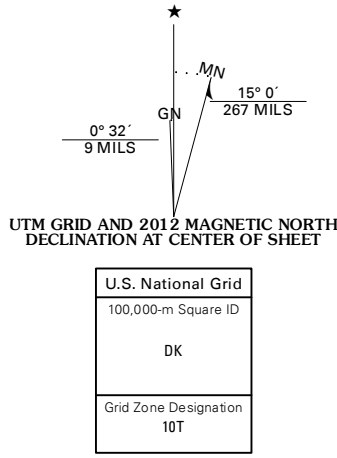 ★
MN
GN
15° 0´
267 MILS
0° 32´
9 MILS
UTM GRID AND 2012 MAGNETIC NORTH
DECLINATION AT CENTER OF SHEET
U.S. National Grid
100,000-m Square ID
DK
Grid Zone Designation
10T